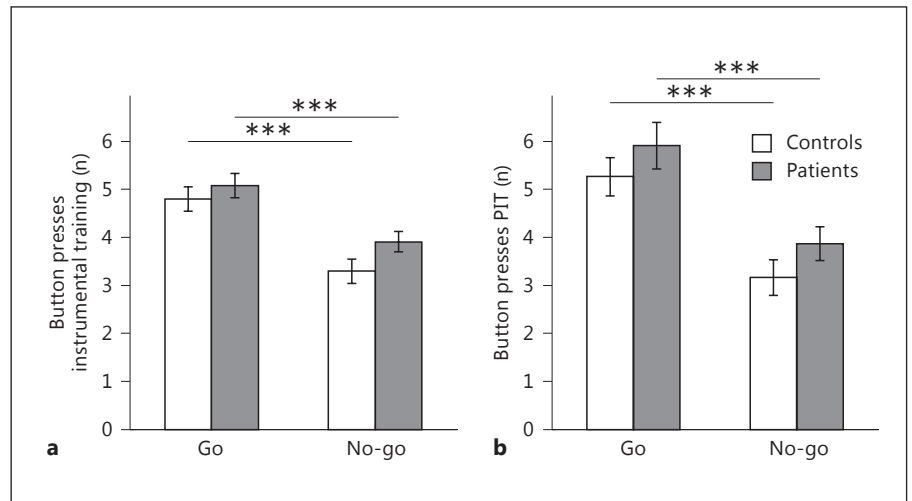 Button presses
instrumental training (n)
6
5
4
3
2
1
0
***
***
Go
No-go
a
Button presses PIT (n)
6
5
4
3
2
1
0
***
***
Controls
Patients
Go
No-go
b